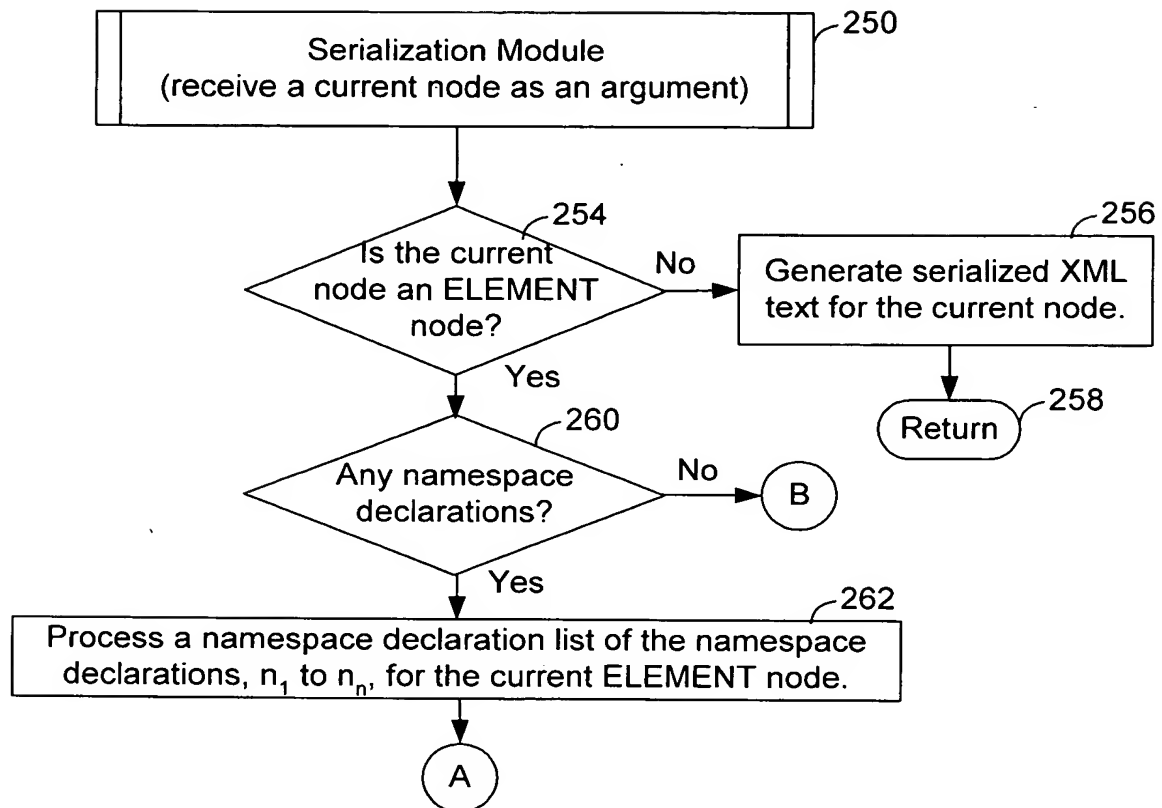 250
Serialization Module
(receive a current node as an argument)
254
Is the current
node an ELEMENT
node?
No
256
Generate serialized XML
text for the current node.
Yes
258
Return
260
Any namespace
declarations?
No
B
Yes
262
Process a namespace declaration list of the namespace
declarations, n₁ to nₙ, for the current ELEMENT node.
A